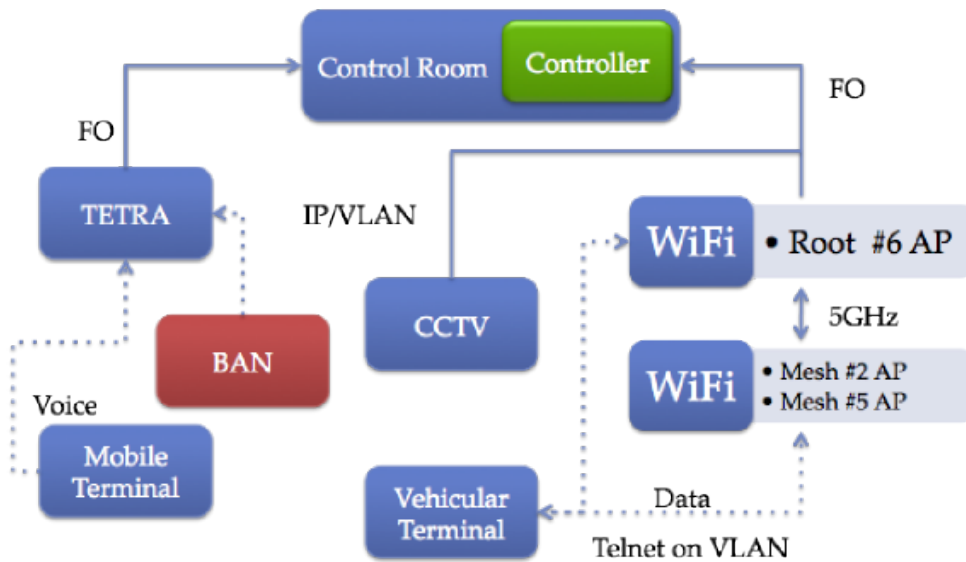 Control Room
Controller
FO
FO
TETRA
IP/VLAN
WiFi
• Root #6 AP
5GHz
CCTV
BAN
WiFi
• Mesh #2 AP
• Mesh #5 AP
Voice
Mobile
Terminal
Vehicular
Terminal
Data
Telnet on VLAN